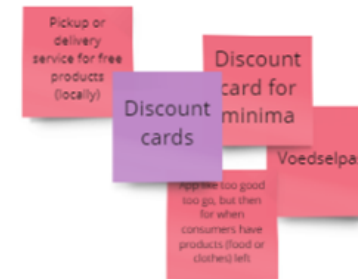 Pickup or
delivery
service for free
products
(locally)
Discount
card for
minima
Discount
cards
Voedselpa
App like too good
too go, but then
for when
consumers have
products (food or
clothes) left